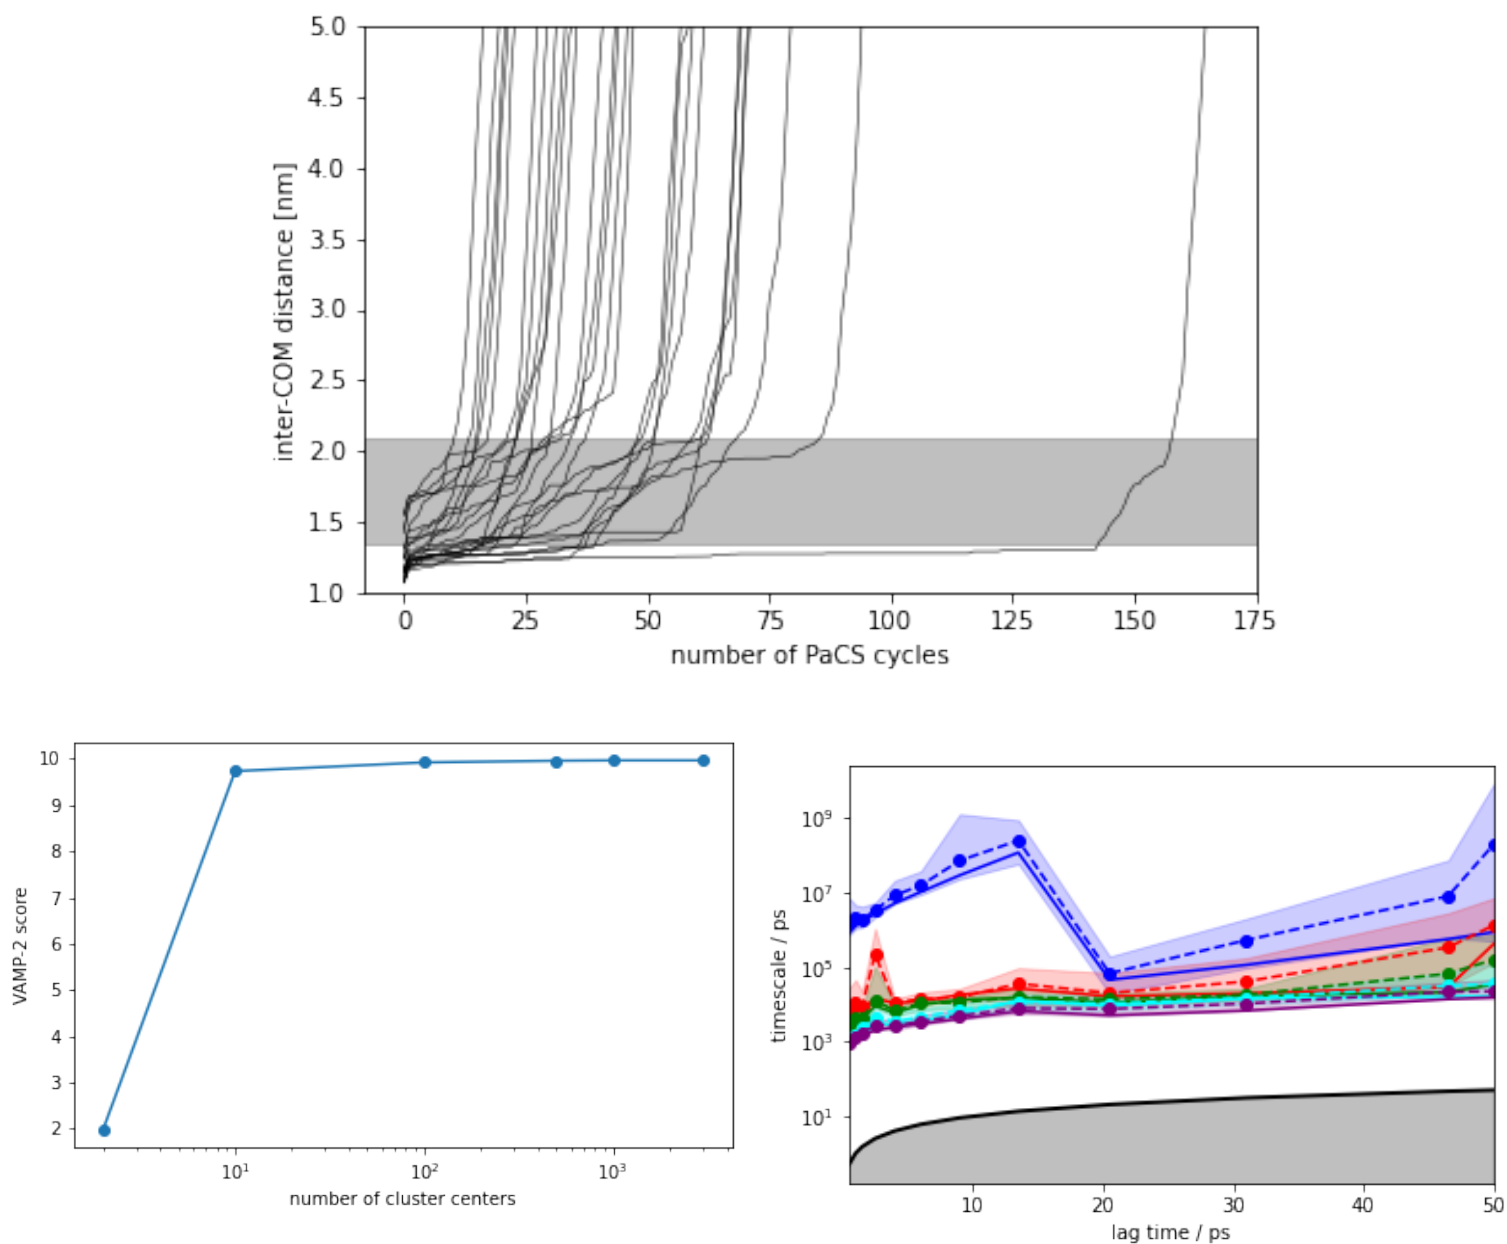 5.0
4.5
4.0
3.5
3.0
2.5
2.0
1.5
1.0
inter-COM distance [nm]
0 25 50 75 100 125 150 175
number of PaCS cycles
10
9
8
7
6
5
4
3
2
VAMP-2 score
10¹ 10² 10³
number of cluster centers
10⁹
10⁷
10⁵
10³
10¹
timescale / ps
10 20 30 40 50
lag time / ps